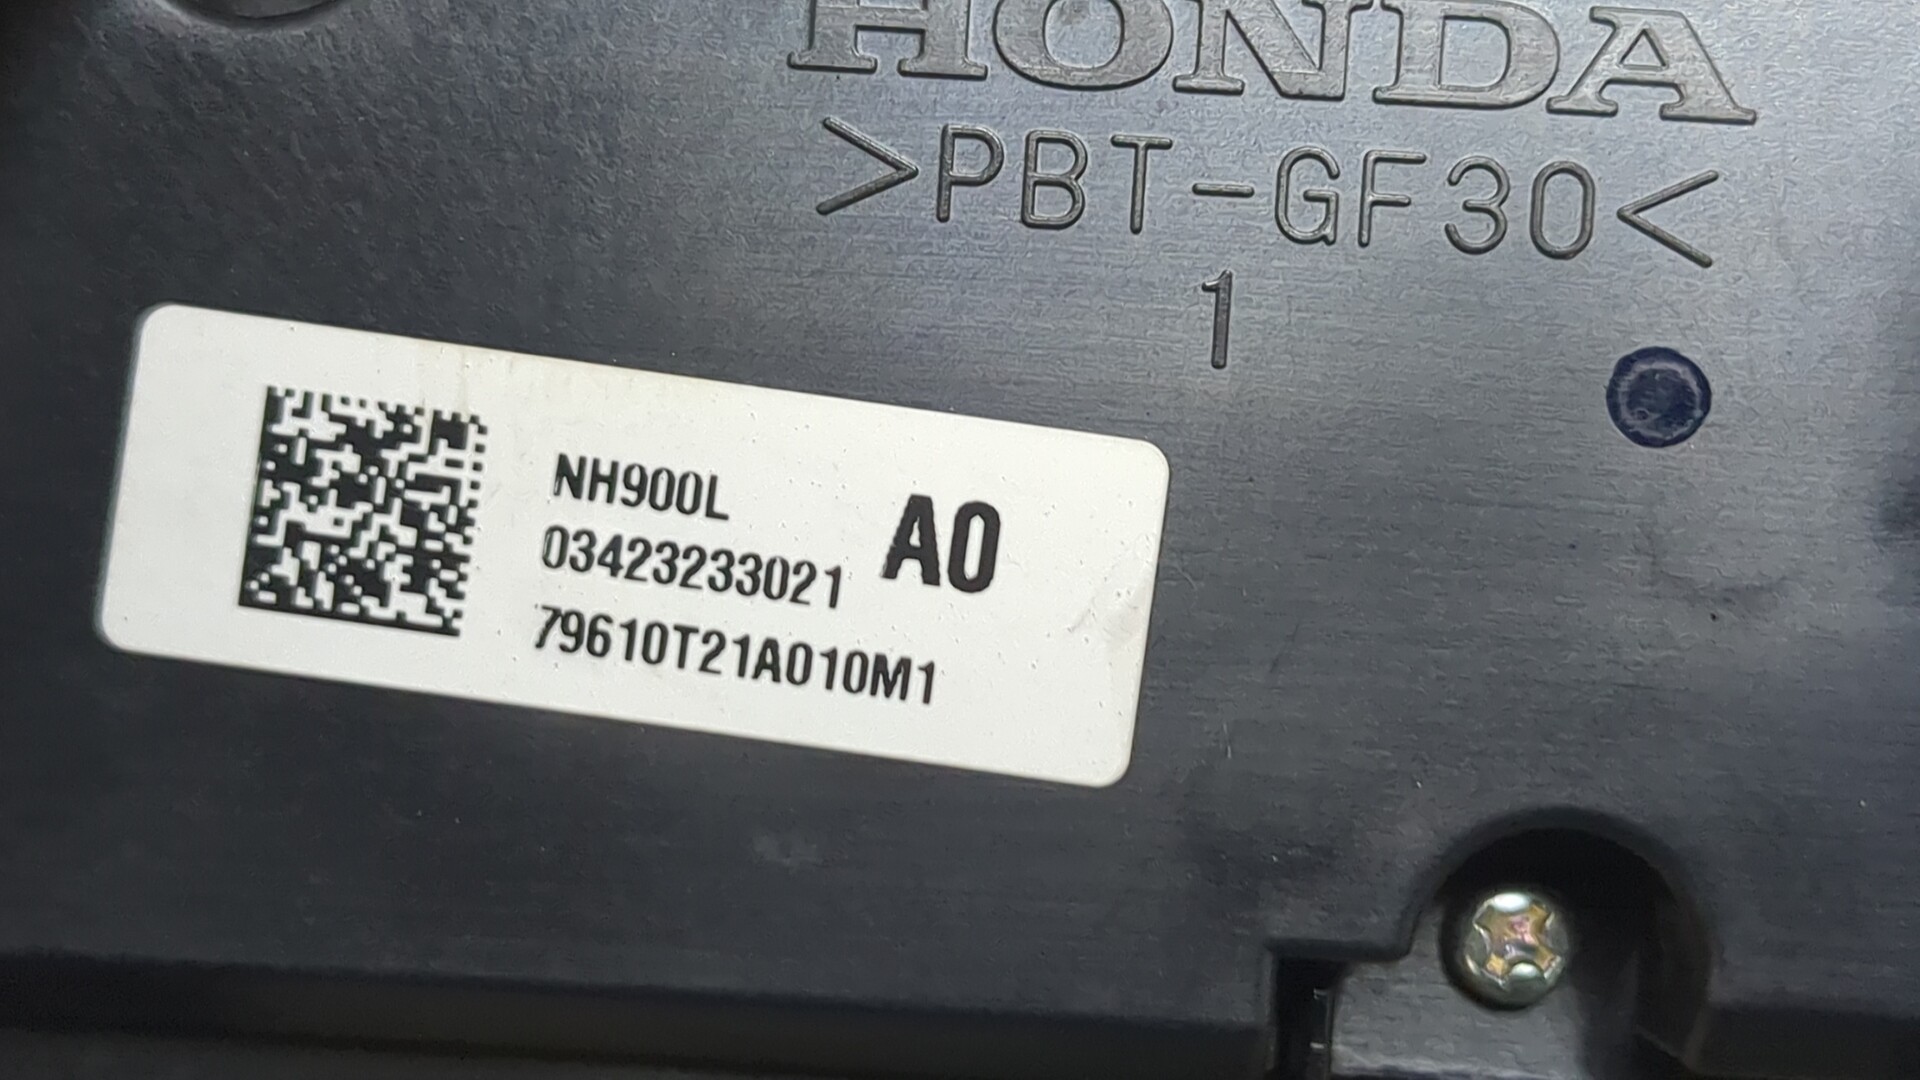 HONDA
>PBT-GF30<
1
NH900L
03423233021
A0
79610T21A010M1